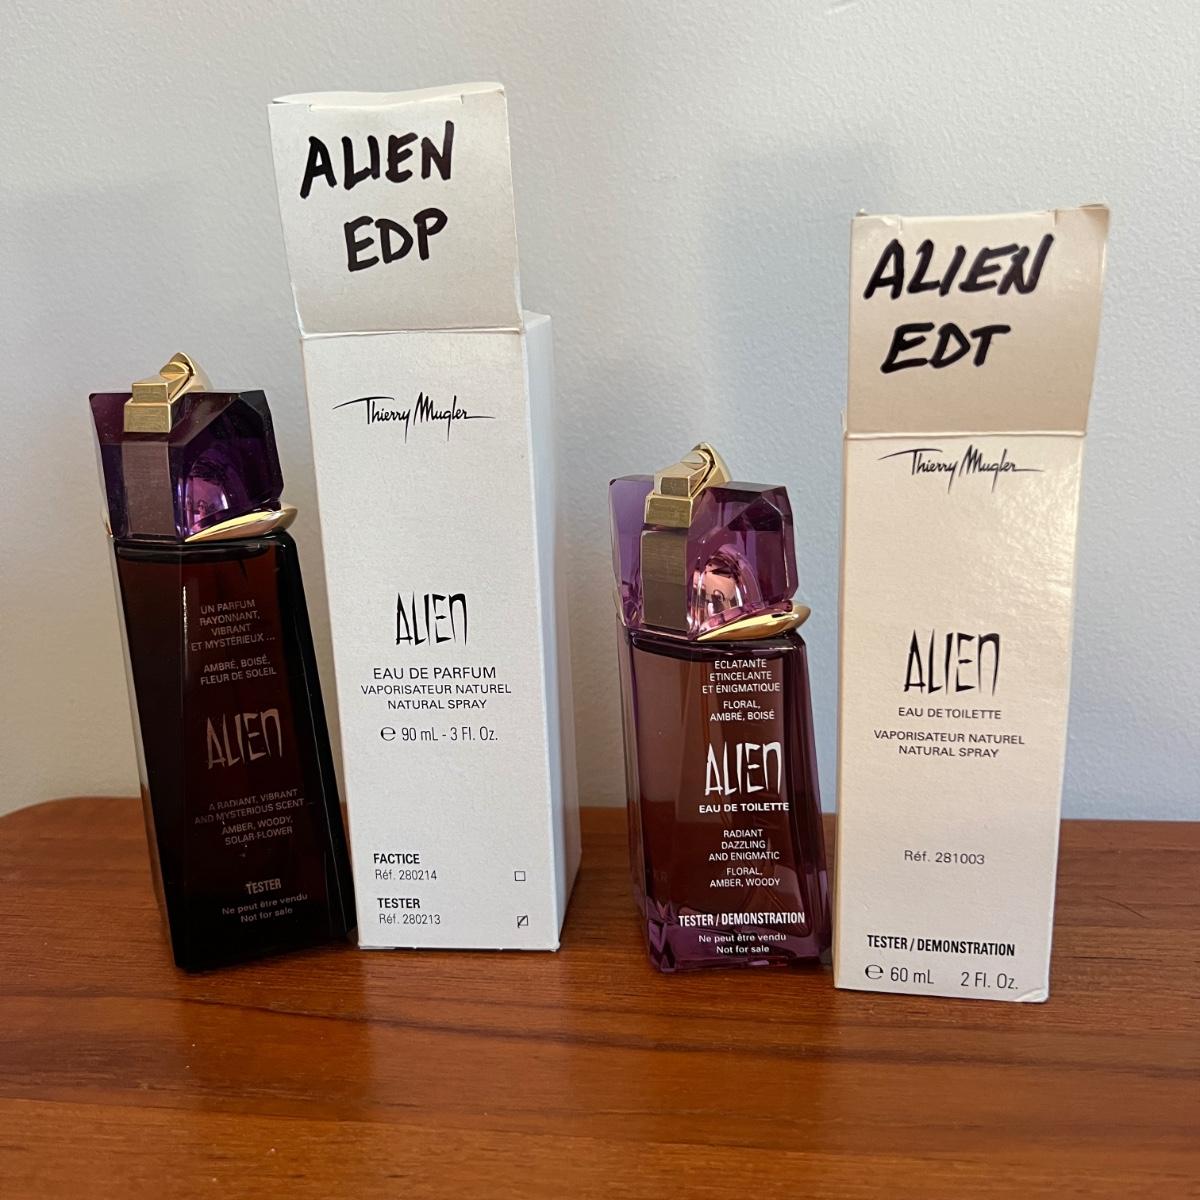 ALIEN
EDP
Thierry Mugler
ALIEN
EAU DE PARFUM
VAPORISATEUR NATUREL
NATURAL SPRAY
℮ 90 mL - 3 Fl. Oz.
FACTICE
Réf. 280214
TESTER
Réf. 280213
UN PARFUM
RAYONNANT,
VIBRANT
ET MYSTÉRIEUX ...
AMBRÉ, BOISÉ,
FLEUR DE SOLEIL
ALIEN
A RADIANT, VIBRANT
AND MYSTERIOUS SCENT ...
AMBER, WOODY,
SOLAR-FLOWER
TESTER
Ne peut être vendu
Not for sale
ALIEN
EDT
Thierry Mugler
ALIEN
EAU DE TOILETTE
VAPORISATEUR NATUREL
NATURAL SPRAY
Réf. 281003
TESTER / DEMONSTRATION
℮ 60 mL 2 Fl. Oz.
ECLATANTE
ETINCELANTE
ET ÉNIGMATIQUE
FLORAL,
AMBRÉ, BOISÉ
ALIEN
EAU DE TOILETTE
RADIANT
DAZZLING
AND ENIGMATIC
FLORAL,
AMBER, WOODY
TESTER / DEMONSTRATION
Ne peut être vendu
Not for sale